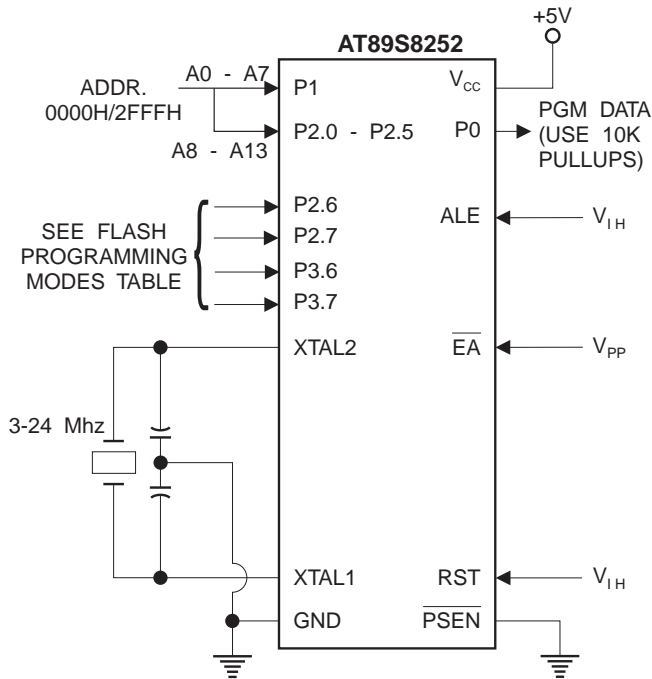 +5V
AT89S8252
ADDR.
0000H/2FFFH
A0 - A7
A8 - A13
P1
P2.0 - P2.5
VCC
P0
PGM DATA
(USE 10K
PULLUPS)
SEE FLASH
PROGRAMMING
MODES TABLE
P2.6
P2.7
P3.6
P3.7
ALE
VIH
XTAL2
EA
VPP
3-24 Mhz
XTAL1
RST
VIH
GND
PSEN